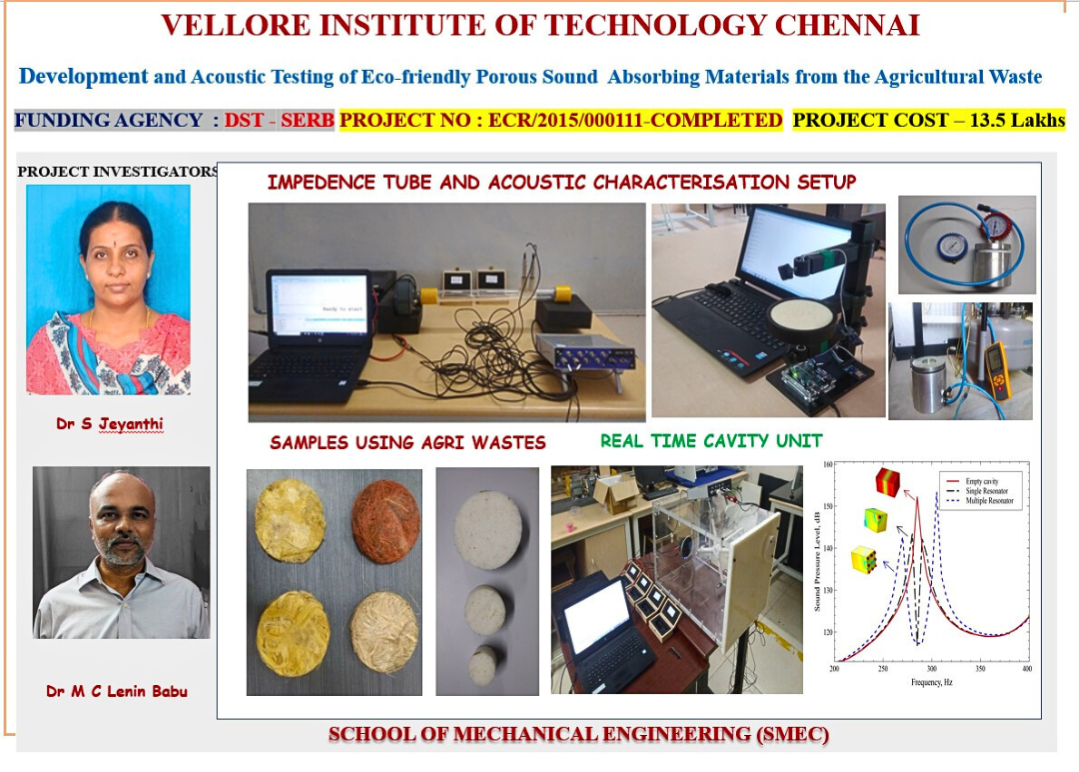 VELLORE INSTITUTE OF TECHNOLOGY CHENNAI
Development and Acoustic Testing of Eco-friendly Porous Sound Absorbing Materials from the Agricultural Waste
FUNDING AGENCY : DST - SERB PROJECT NO : ECR/2015/000111-COMPLETED PROJECT COST – 13.5 Lakhs
PROJECT INVESTIGATORS
IMPEDENCE TUBE AND ACOUSTIC CHARACTERISATION SETUP
Ready to start
Dr S Jeyanthi
SAMPLES USING AGRI WASTES
REAL TIME CAVITY UNIT
Dr M C Lenin Babu
Empty cavity
Single Resonator
Multiple Resonator
Sound Pressure Level, dB
160
150
140
130
120
200 250 300 350 400
Frequency, Hz
SCHOOL OF MECHANICAL ENGINEERING (SMEC)